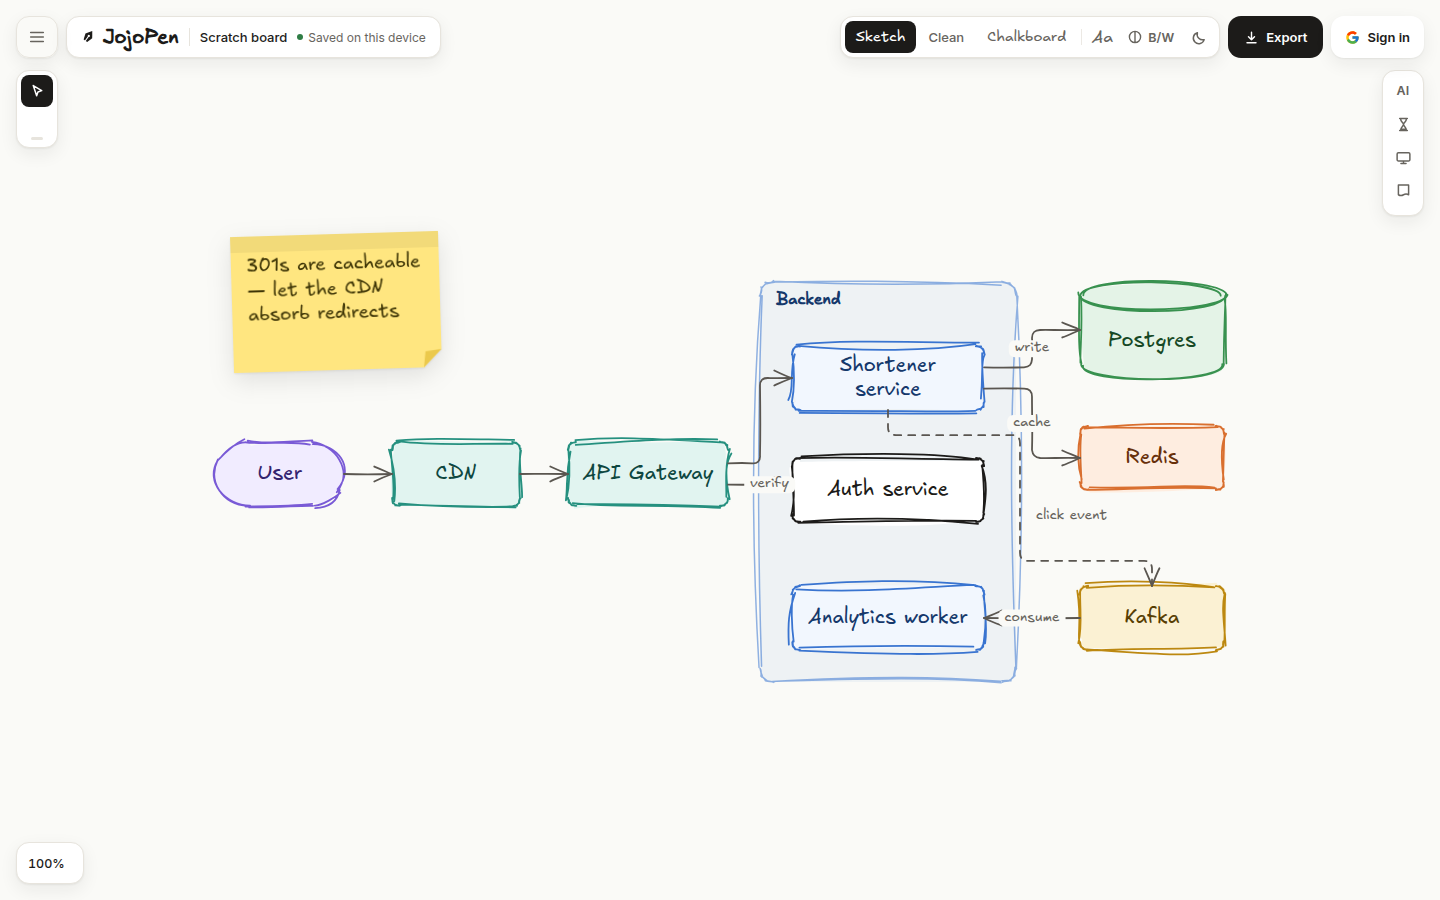 JojoPen
Scratch board
Saved on this device
Sketch
Clean
Chalkboard
Aa
B/W
Export
Sign in
AI
301s are cacheable
— let the CDN
absorb redirects
Backend
Shortener
service
write
Postgres
cache
User
CDN
API Gateway
verify
Auth service
Redis
click event
Analytics worker
consume
Kafka
100%